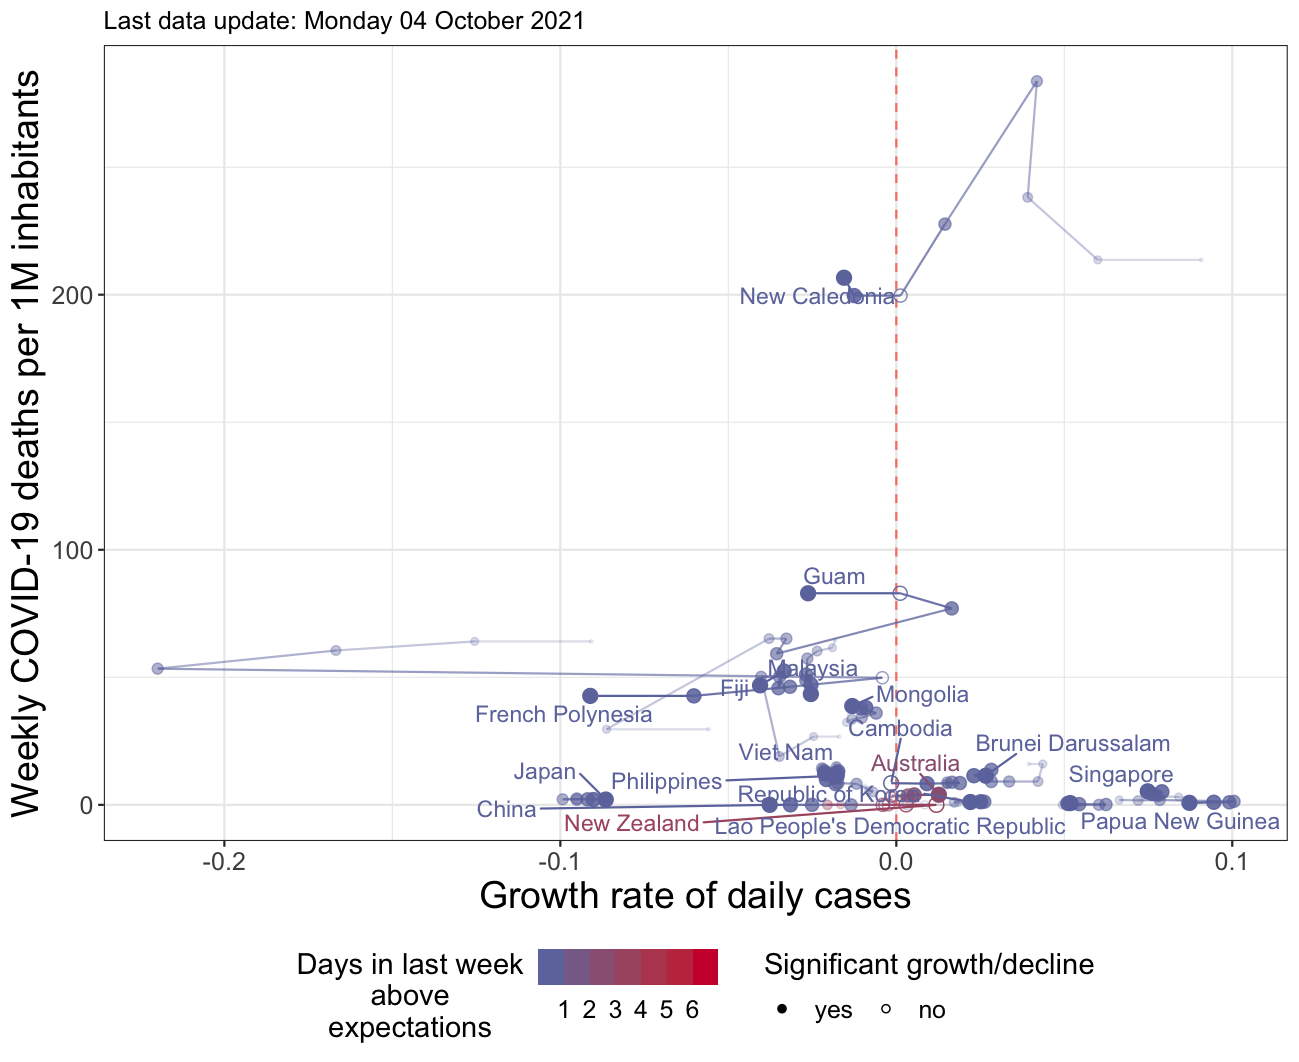 Last data update: Monday 04 October 2021
Weekly COVID-19 deaths per 1M inhabitants
200
100
0
New Caledonia
Guam
Malaysia
Fiji
French Polynesia
Mongolia
Cambodia
Viet Nam
Brunei Darussalam
Australia
Japan
Philippines
Singapore
Republic of Korea
China
New Zealand
Lao People's Democratic Republic
Papua New Guinea
-0.2
-0.1
0.0
0.1
Growth rate of daily cases
Days in last week
above
expectations
1 2 3 4 5 6
Significant growth/decline
yes
no